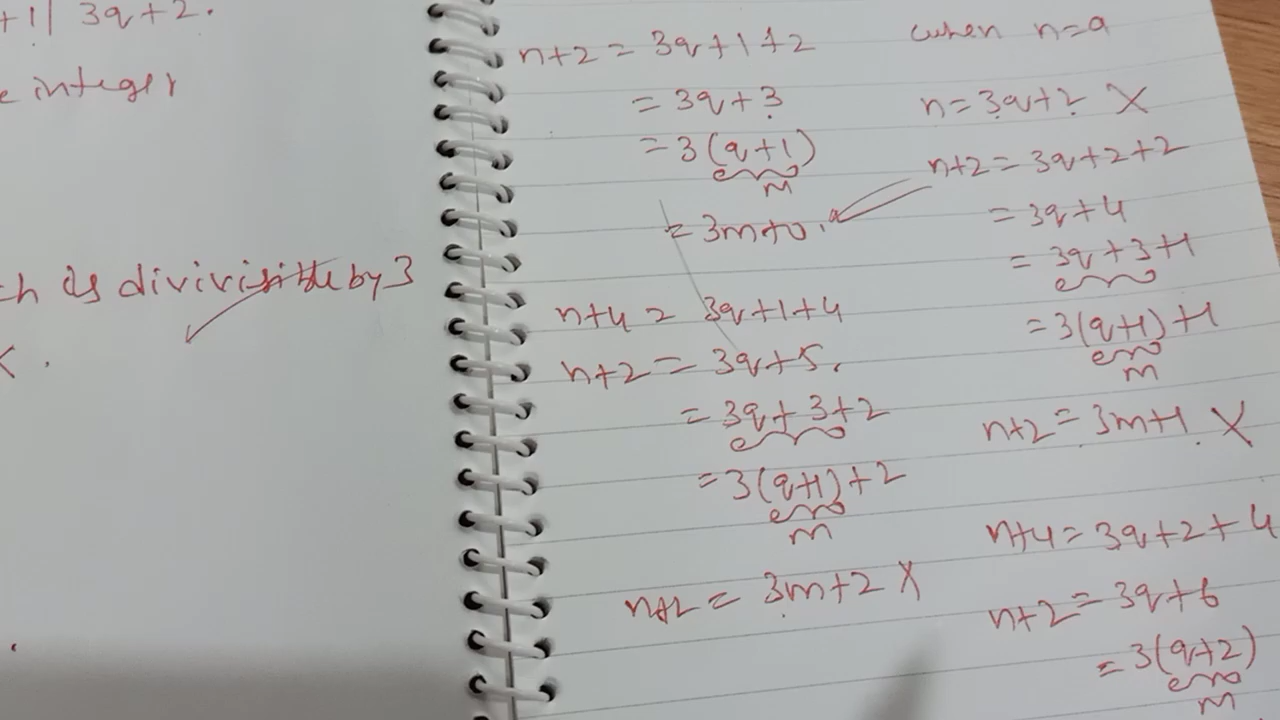 +1 | 3q+2.
e integer
ch is divivisible by 3
n+2 = 3q+1+2
= 3q+3
= 3(q+1)
m
= 3m+0.
n+4 = 3q+1+4
n+2 = 3q+5.
= 3q+3+2
= 3(q+1)+2
m
n+2 = 3m+2 X
when n=a
n=3q+2 X
n+2 = 3q+2+2
= 3q+4
= 3q+3+1
= 3(q+1)+1
m
n+2 = 3m+1 X
n+4 = 3q+2+4
n+2 = 3q+6
= 3(q+2)
m